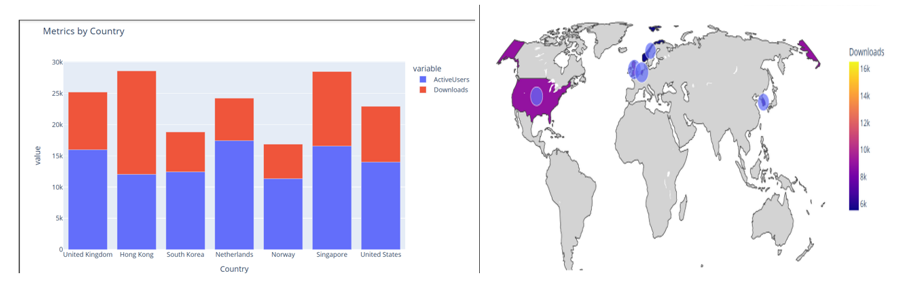 Metrics by Country
30k
25k
20k
15k
10k
5k
0
value
United Kingdom
Hong Kong
South Korea
Netherlands
Norway
Singapore
United States
Country
variable
ActiveUsers
Downloads
Downloads
16k
14k
12k
10k
8k
6k